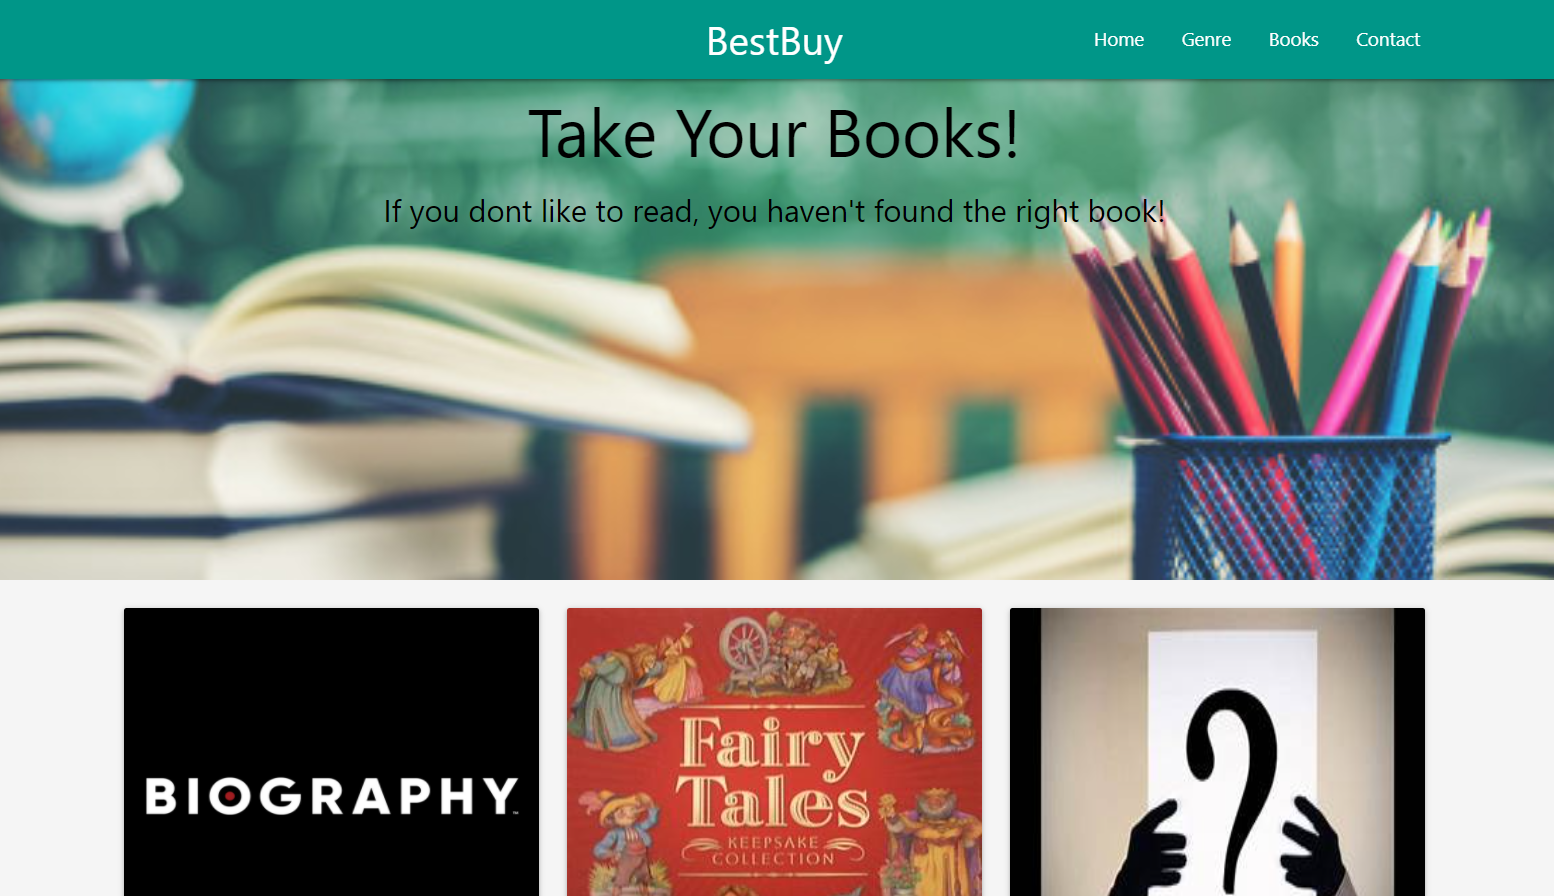 BestBuy
Home Genre Books Contact
Take Your Books!
If you dont like to read, you haven't found the right book!
BIOGRAPHY™
Fairy
Tales
KEEPSAKE
COLLECTION
?